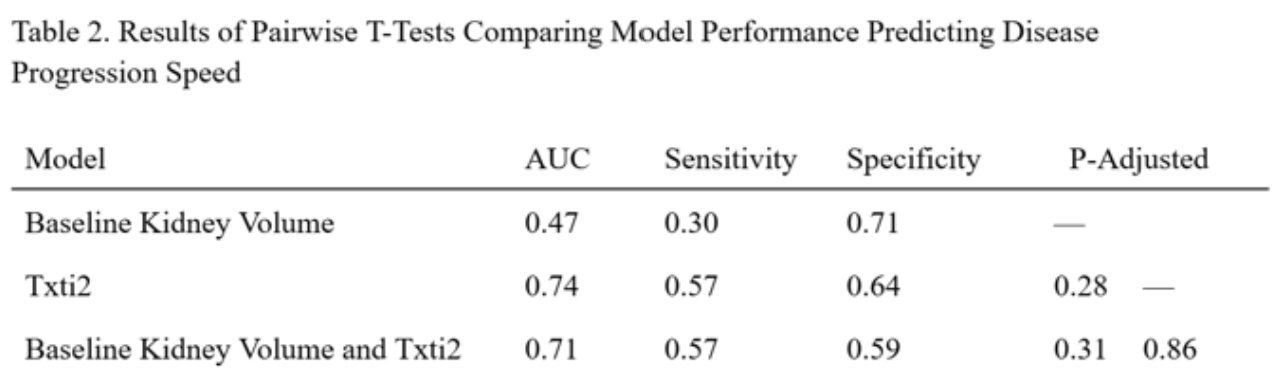 Table 2. Results of Pairwise T-Tests Comparing Model Performance Predicting Disease
Progression Speed
Model AUC Sensitivity Specificity P-Adjusted
Baseline Kidney Volume 0.47 0.30 0.71 —
Txti2 0.74 0.57 0.64 0.28 —
Baseline Kidney Volume and Txti2 0.71 0.57 0.59 0.31 0.86